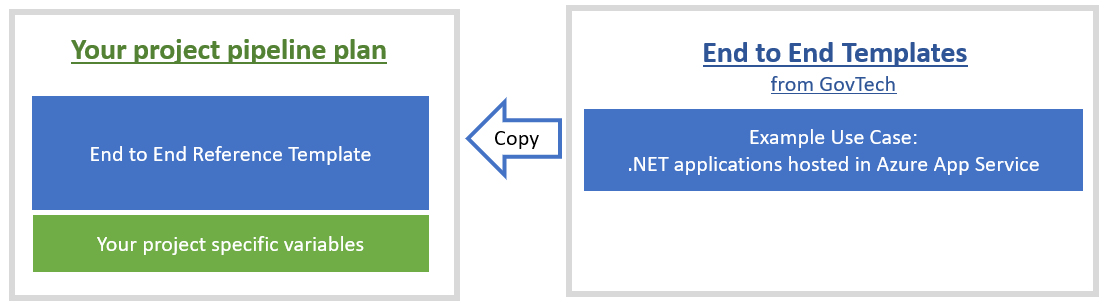 Your project pipeline plan
End to End Reference Template
Your project specific variables
Copy
End to End Templates
from GovTech
Example Use Case:
.NET applications hosted in Azure App Service